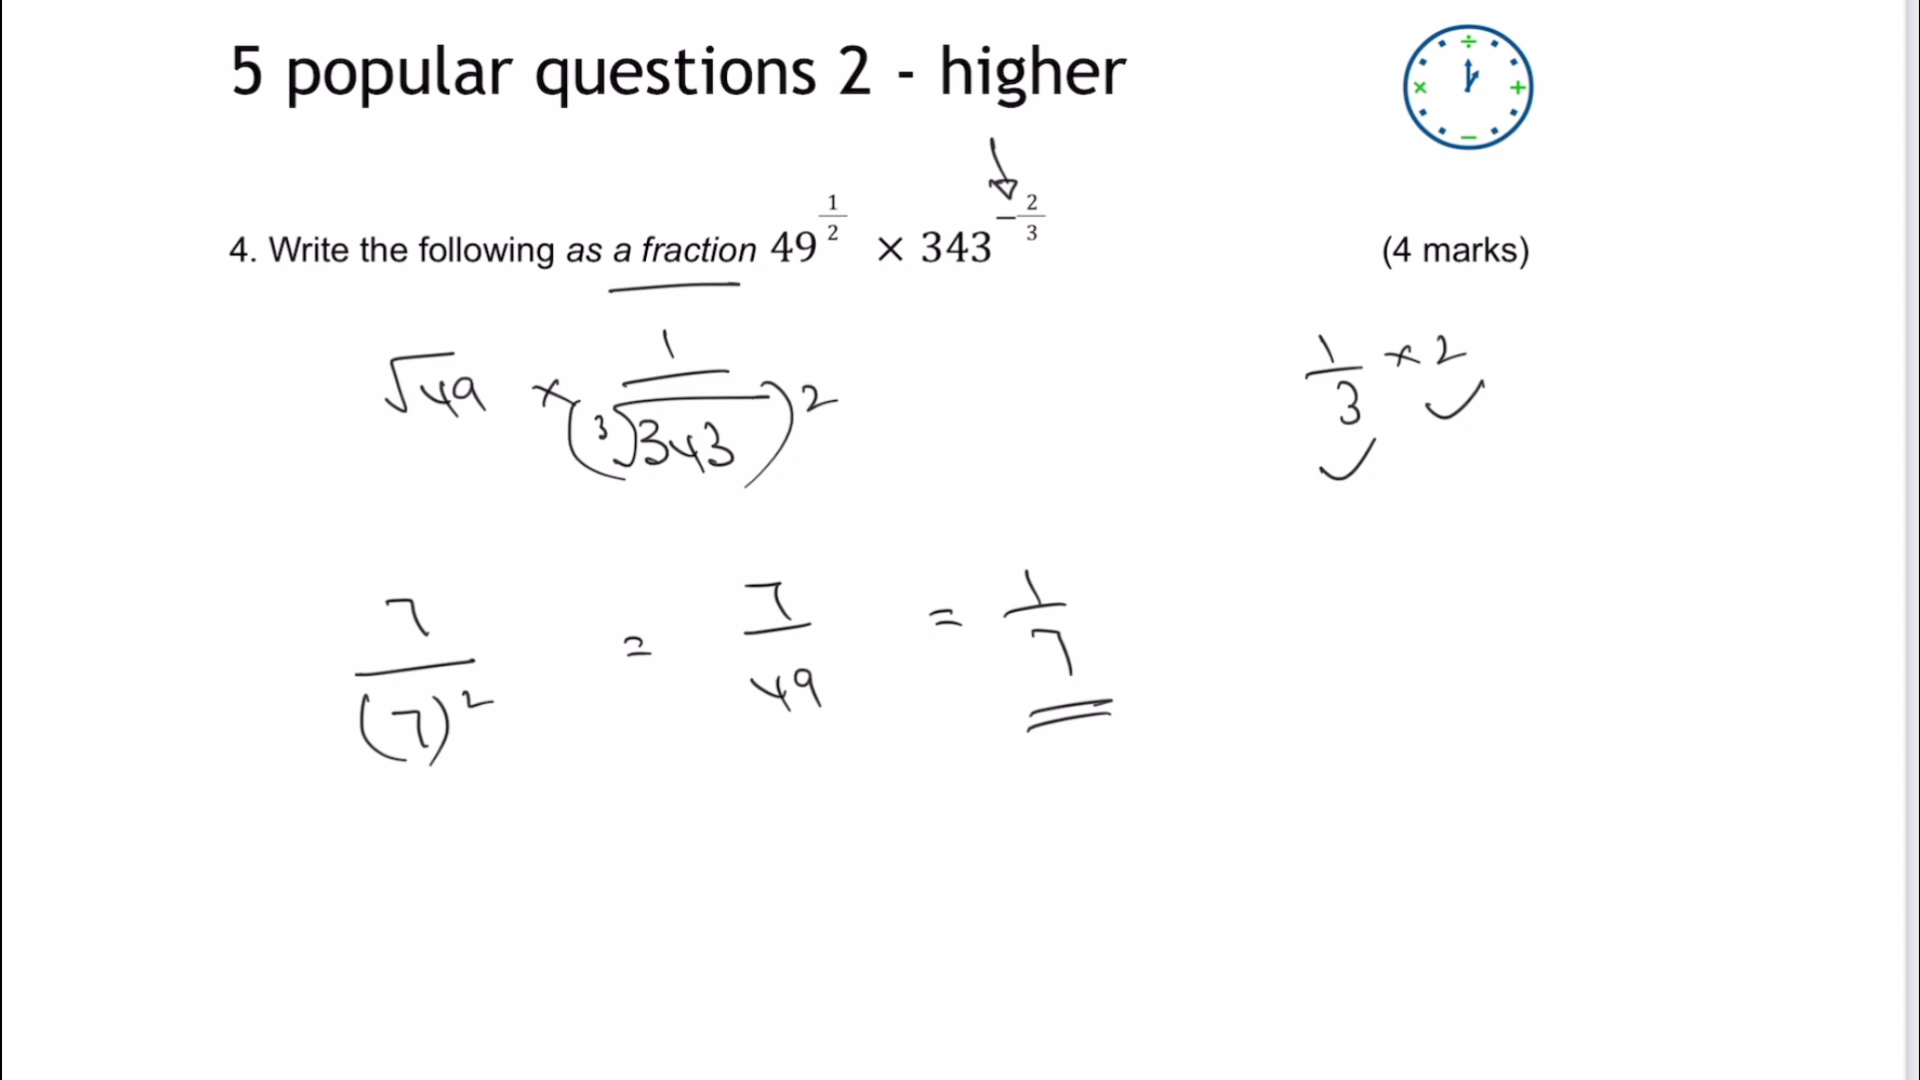 5 popular questions 2 - higher
÷ + − ×
4. Write the following as a fraction 49^(1/2) × 343^(-2/3) (4 marks)
√49 × 1/(³√343)² 1/3 × 2
7/(7)² = 7/49 = 1/7